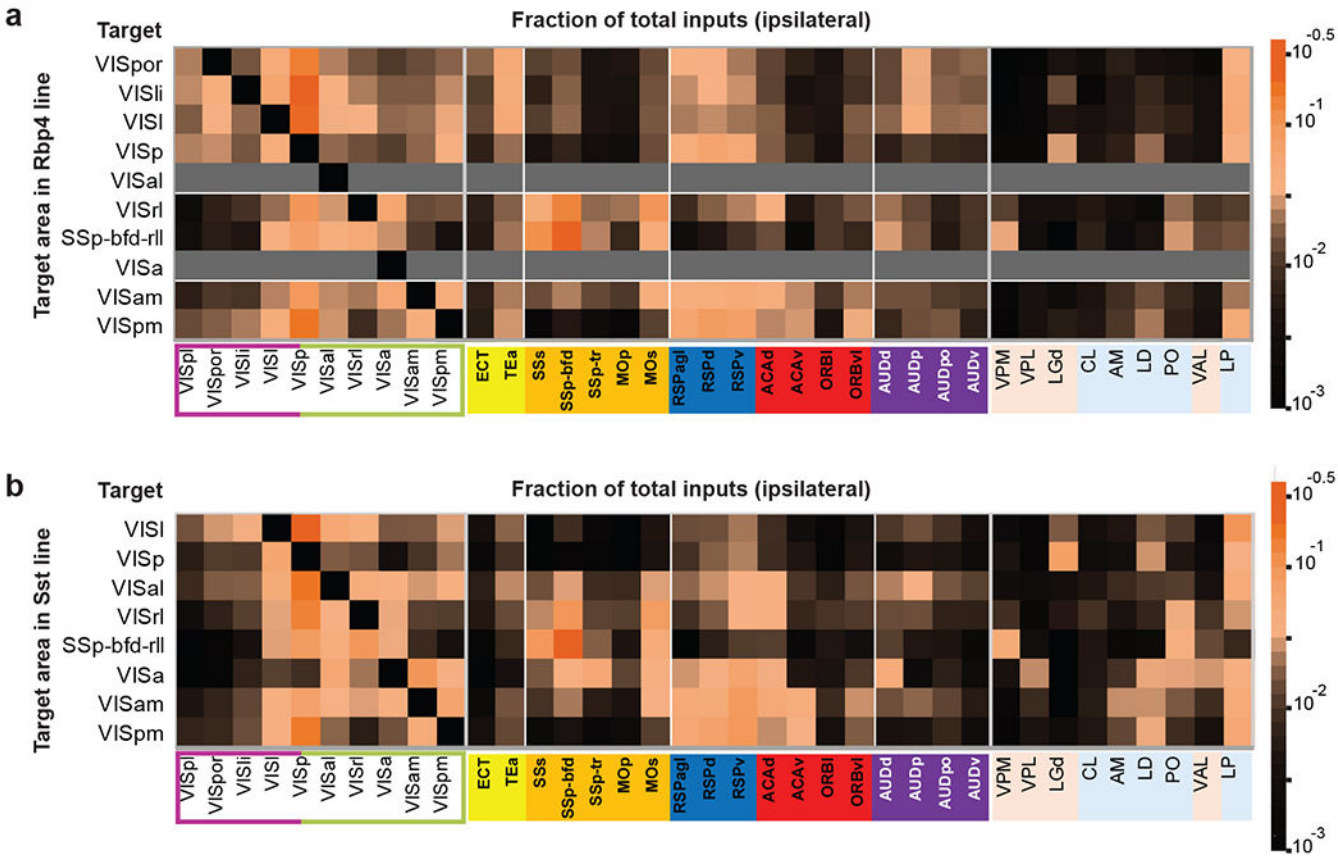 a
Target
Fraction of total inputs (ipsilateral)
Target area in Rbp4 line
VISpor
VISli
VISl
VISp
VISal
VISrl
SSp-bfd-rll
VISa
VISam
VISpm
VISpl
VISpor
VISli
VISl
VISp
VISal
VISrl
VISa
VISam
VISpm
ECT
TEa
SSs
SSp-bfd
SSp-tr
MOp
MOs
RSPagl
RSPd
RSPv
ACAd
ACAv
ORBl
ORBvl
AUDd
AUDp
AUDpo
AUDv
VPM
VPL
LGd
CL
AM
LD
PO
VAL
LP
10^-0.5
10^-1
10^-2
10^-3
b
Target
Fraction of total inputs (ipsilateral)
Target area in Sst line
VISl
VISp
VISal
VISrl
SSp-bfd-rll
VISa
VISam
VISpm
VISpl
VISpor
VISli
VISl
VISp
VISal
VISrl
VISa
VISam
VISpm
ECT
TEa
SSs
SSp-bfd
SSp-tr
MOp
MOs
RSPagl
RSPd
RSPv
ACAd
ACAv
ORBl
ORBvl
AUDd
AUDp
AUDpo
AUDv
VPM
VPL
LGd
CL
AM
LD
PO
VAL
LP
10^-0.5
10^-1
10^-2
10^-3